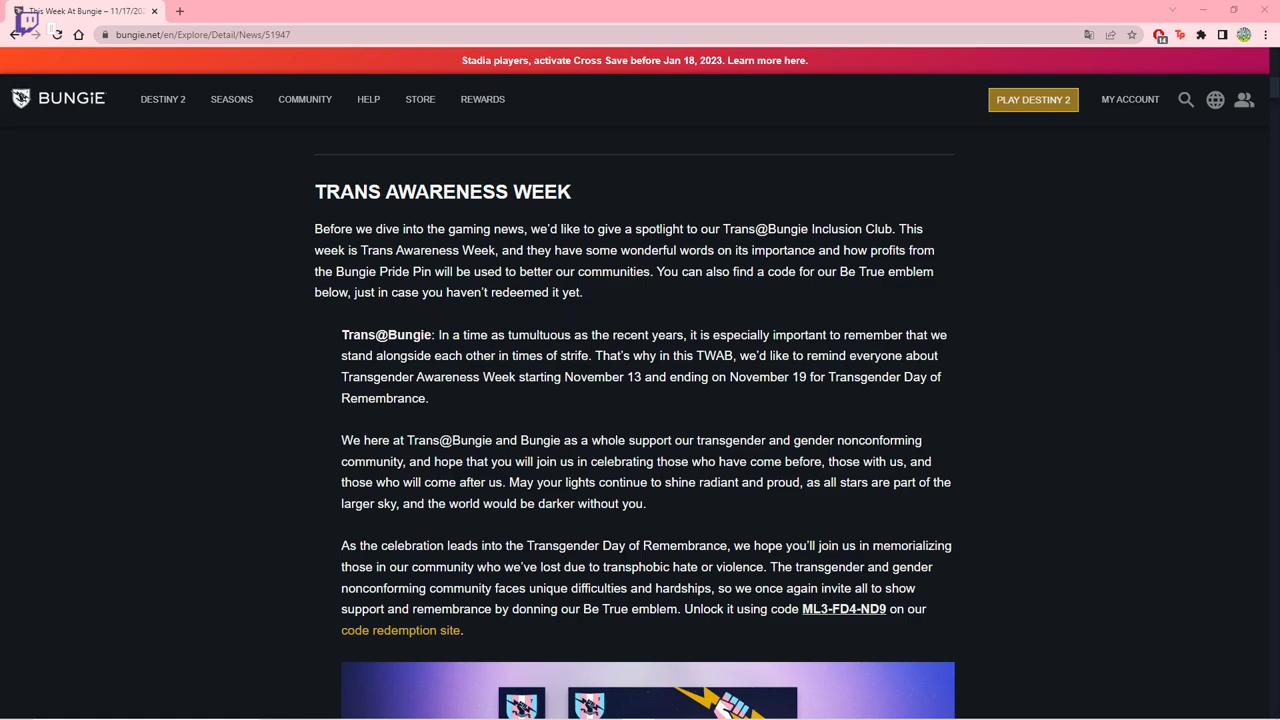 This Week At Bungie – 11/17/202
bungie.net/en/Explore/Detail/News/51947
14
Tp
Stadia players, activate Cross Save before Jan 18, 2023. Learn more here.
BUNGiE
DESTINY 2
SEASONS
COMMUNITY
HELP
STORE
REWARDS
PLAY DESTINY 2
MY ACCOUNT
TRANS AWARENESS WEEK
Before we dive into the gaming news, we’d like to give a spotlight to our Trans@Bungie Inclusion Club. This
week is Trans Awareness Week, and they have some wonderful words on its importance and how profits from
the Bungie Pride Pin will be used to better our communities. You can also find a code for our Be True emblem
below, just in case you haven’t redeemed it yet.
Trans@Bungie: In a time as tumultuous as the recent years, it is especially important to remember that we
stand alongside each other in times of strife. That’s why in this TWAB, we’d like to remind everyone about
Transgender Awareness Week starting November 13 and ending on November 19 for Transgender Day of
Remembrance.
We here at Trans@Bungie and Bungie as a whole support our transgender and gender nonconforming
community, and hope that you will join us in celebrating those who have come before, those with us, and
those who will come after us. May your lights continue to shine radiant and proud, as all stars are part of the
larger sky, and the world would be darker without you.
As the celebration leads into the Transgender Day of Remembrance, we hope you’ll join us in memorializing
those in our community who we’ve lost due to transphobic hate or violence. The transgender and gender
nonconforming community faces unique difficulties and hardships, so we once again invite all to show
support and remembrance by donning our Be True emblem. Unlock it using code ML3-FD4-ND9 on our
code redemption site.